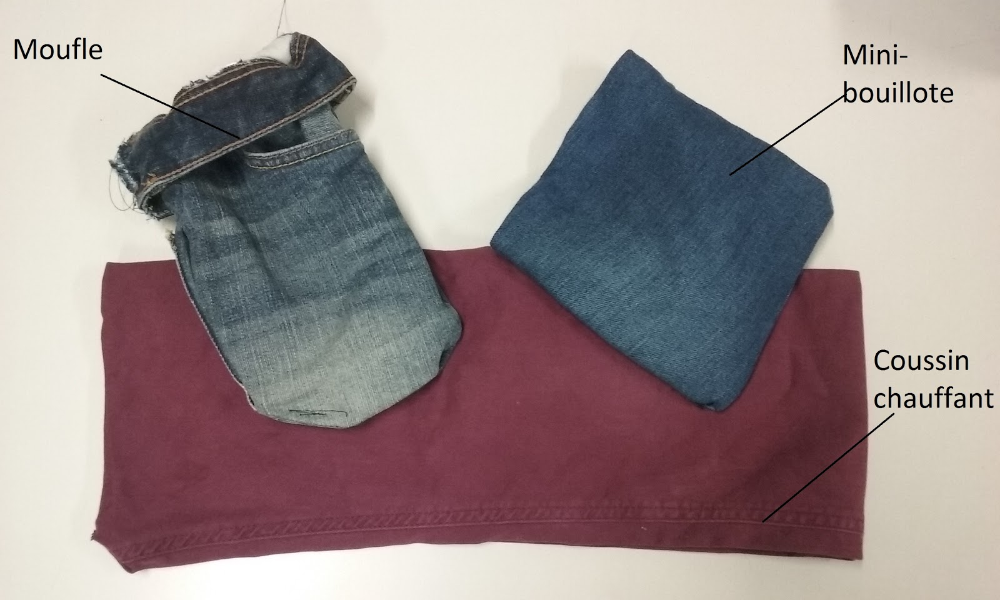 Moufle
Mini-
bouillote
Coussin
chauffant